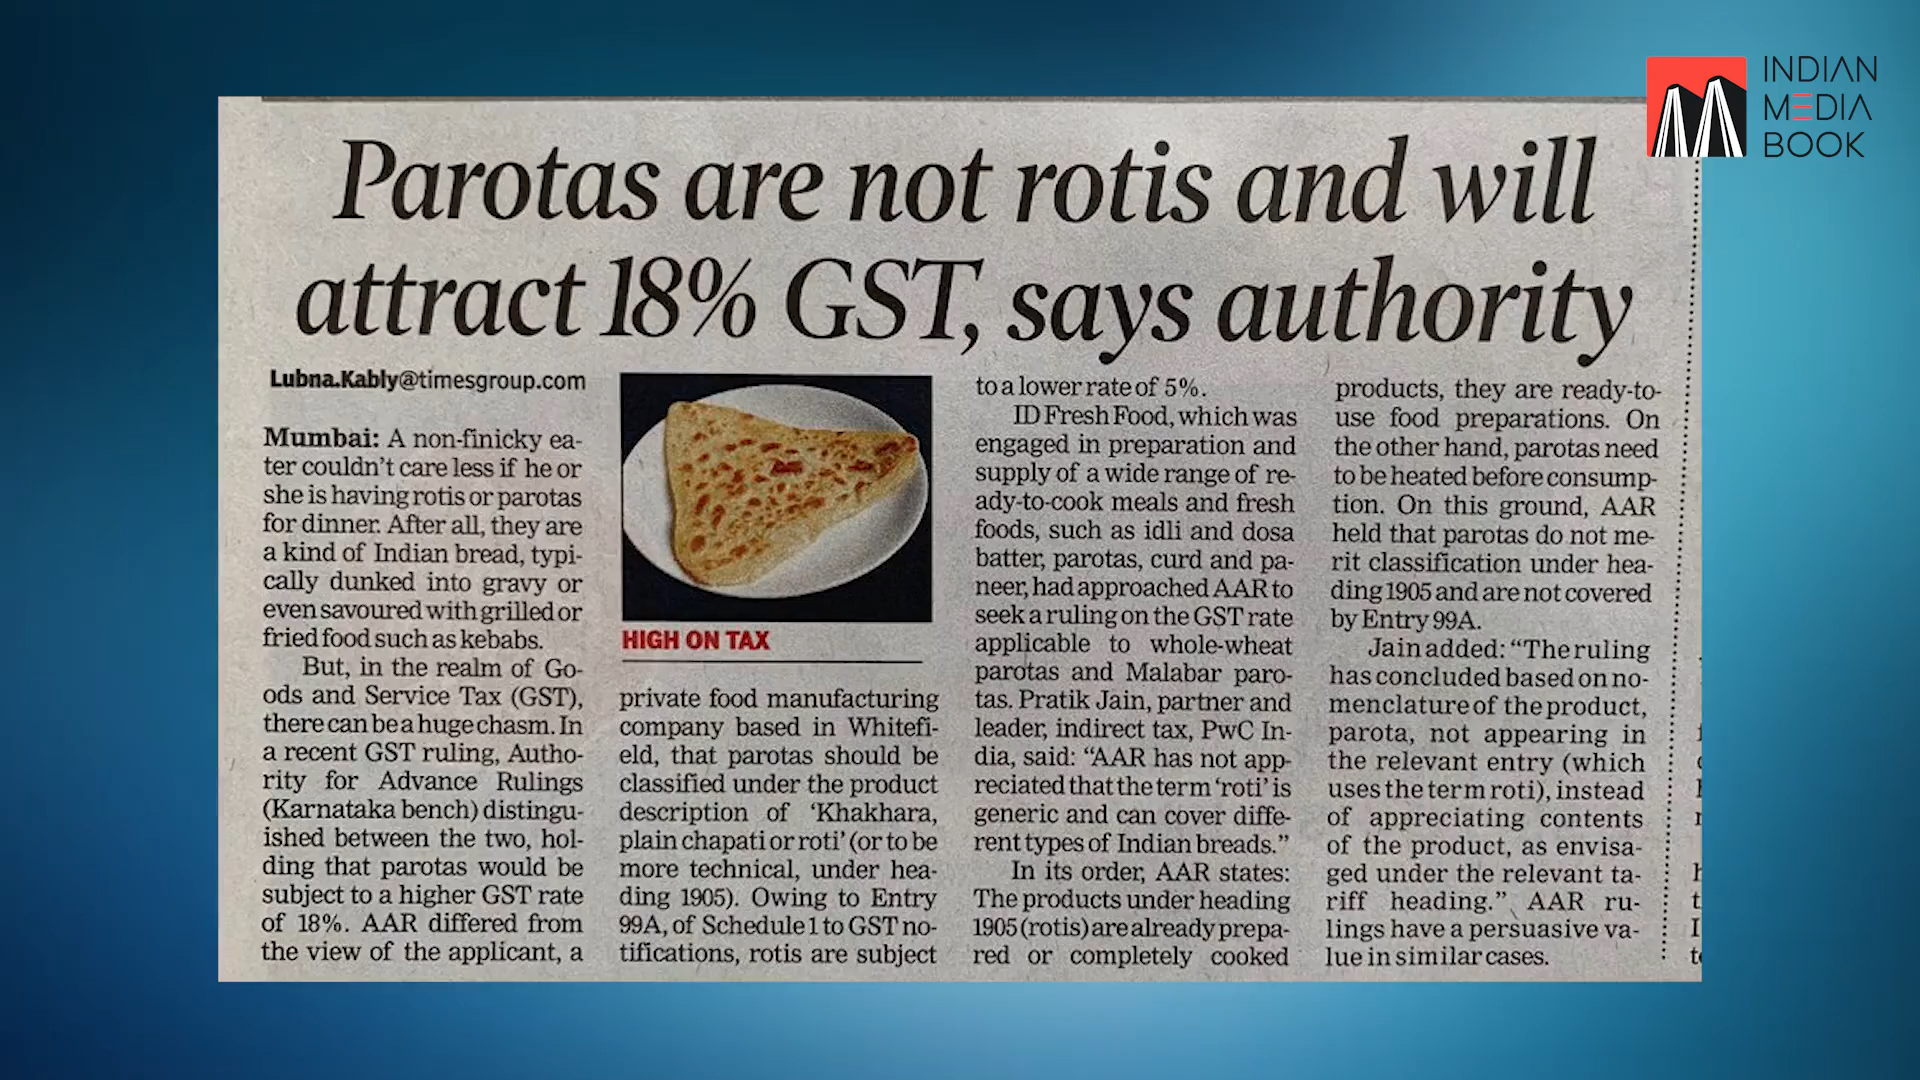 INDIAN
MEDIA
BOOK
Parotas are not rotis and will
attract 18% GST, says authority
Lubna.Kably@timesgroup.com
Mumbai: A non-finicky ea-
ter couldn't care less if he or
she is having rotis or parotas
for dinner. After all, they are
a kind of Indian bread, typi-
cally dunked into gravy or
even savoured with grilled or
fried food such as kebabs.
But, in the realm of Go-
ods and Service Tax (GST),
there can be a huge chasm. In
a recent GST ruling, Autho-
rity for Advance Rulings
(Karnataka bench) distingu-
ished between the two, hol-
ding that parotas would be
subject to a higher GST rate
of 18%. AAR differed from
the view of the applicant, a
HIGH ON TAX
private food manufacturing
company based in Whitefi-
eld, that parotas should be
classified under the product
description of 'Khakhara,
plain chapati or roti' (or to be
more technical, under hea-
ding 1905). Owing to Entry
99A, of Schedule 1 to GST no-
tifications, rotis are subject
to a lower rate of 5%.
ID Fresh Food, which was
engaged in preparation and
supply of a wide range of re-
ady-to-cook meals and fresh
foods, such as idli and dosa
batter, parotas, curd and pa-
neer, had approached AAR to
seek a ruling on the GST rate
applicable to whole-wheat
parotas and Malabar paro-
tas. Pratik Jain, partner and
leader, indirect tax, PwC In-
dia, said: "AAR has not app-
reciated that the term 'roti' is
generic and can cover diffe-
rent types of Indian breads."
In its order, AAR states:
The products under heading
1905 (rotis) are already prepa-
red or completely cooked
products, they are ready-to-
use food preparations. On
the other hand, parotas need
to be heated before consump-
tion. On this ground, AAR
held that parotas do not me-
rit classification under hea-
ding 1905 and are not covered
by Entry 99A.
Jain added: "The ruling
has concluded based on no-
menclature of the product,
parota, not appearing in
the relevant entry (which
uses the term roti), instead
of appreciating contents
of the product, as envisa-
ged under the relevant ta-
riff heading." AAR ru-
lings have a persuasive va-
lue in similar cases.